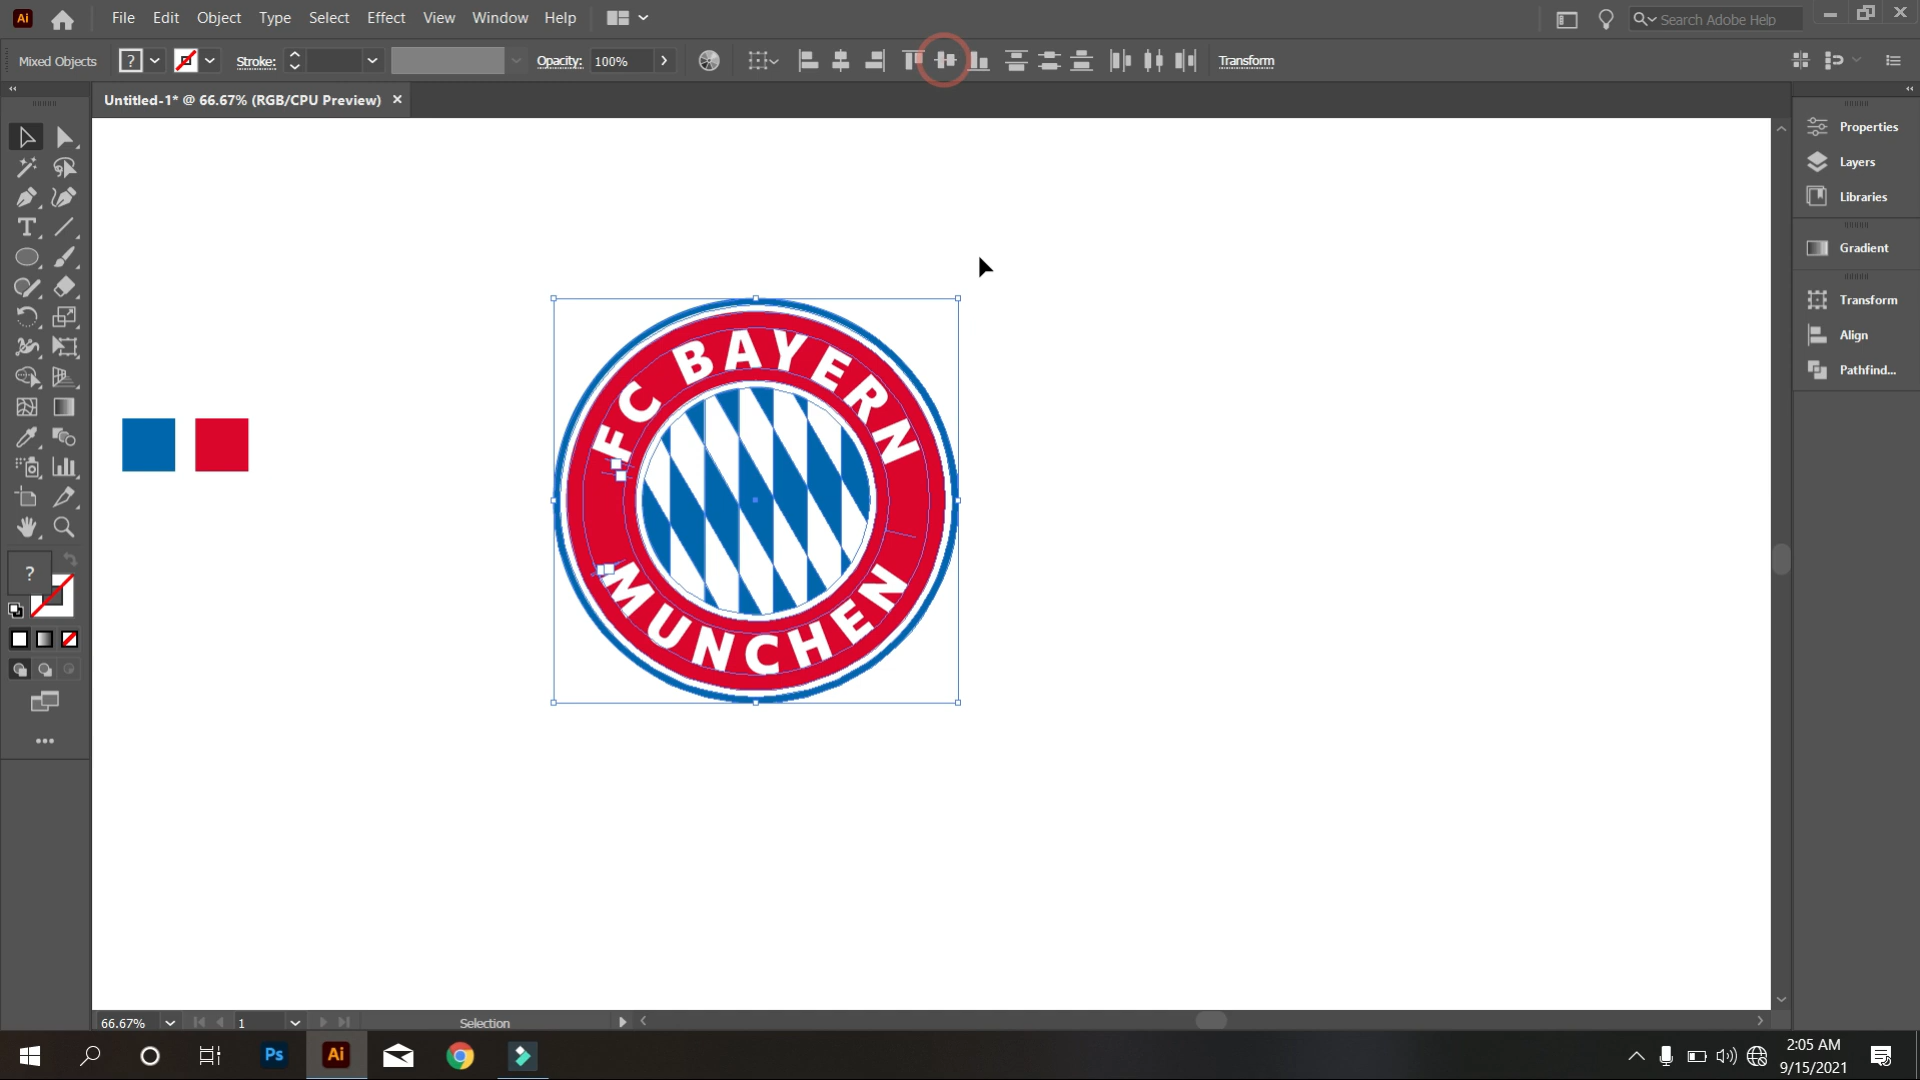 Ai File Edit Object Type Select Effect View Window Help Search Adobe Help
Mixed Objects ? Stroke: Opacity: 100% Transform
Untitled-1* @ 66.67% (RGB/CPU Preview) ×
Properties
Layers
Libraries
Gradient
Transform
Align
Pathfind...
FC BAYERN
MUNCHEN
T
?
66.67% 1 Selection
Ps Ai 2:05 AM
9/15/2021